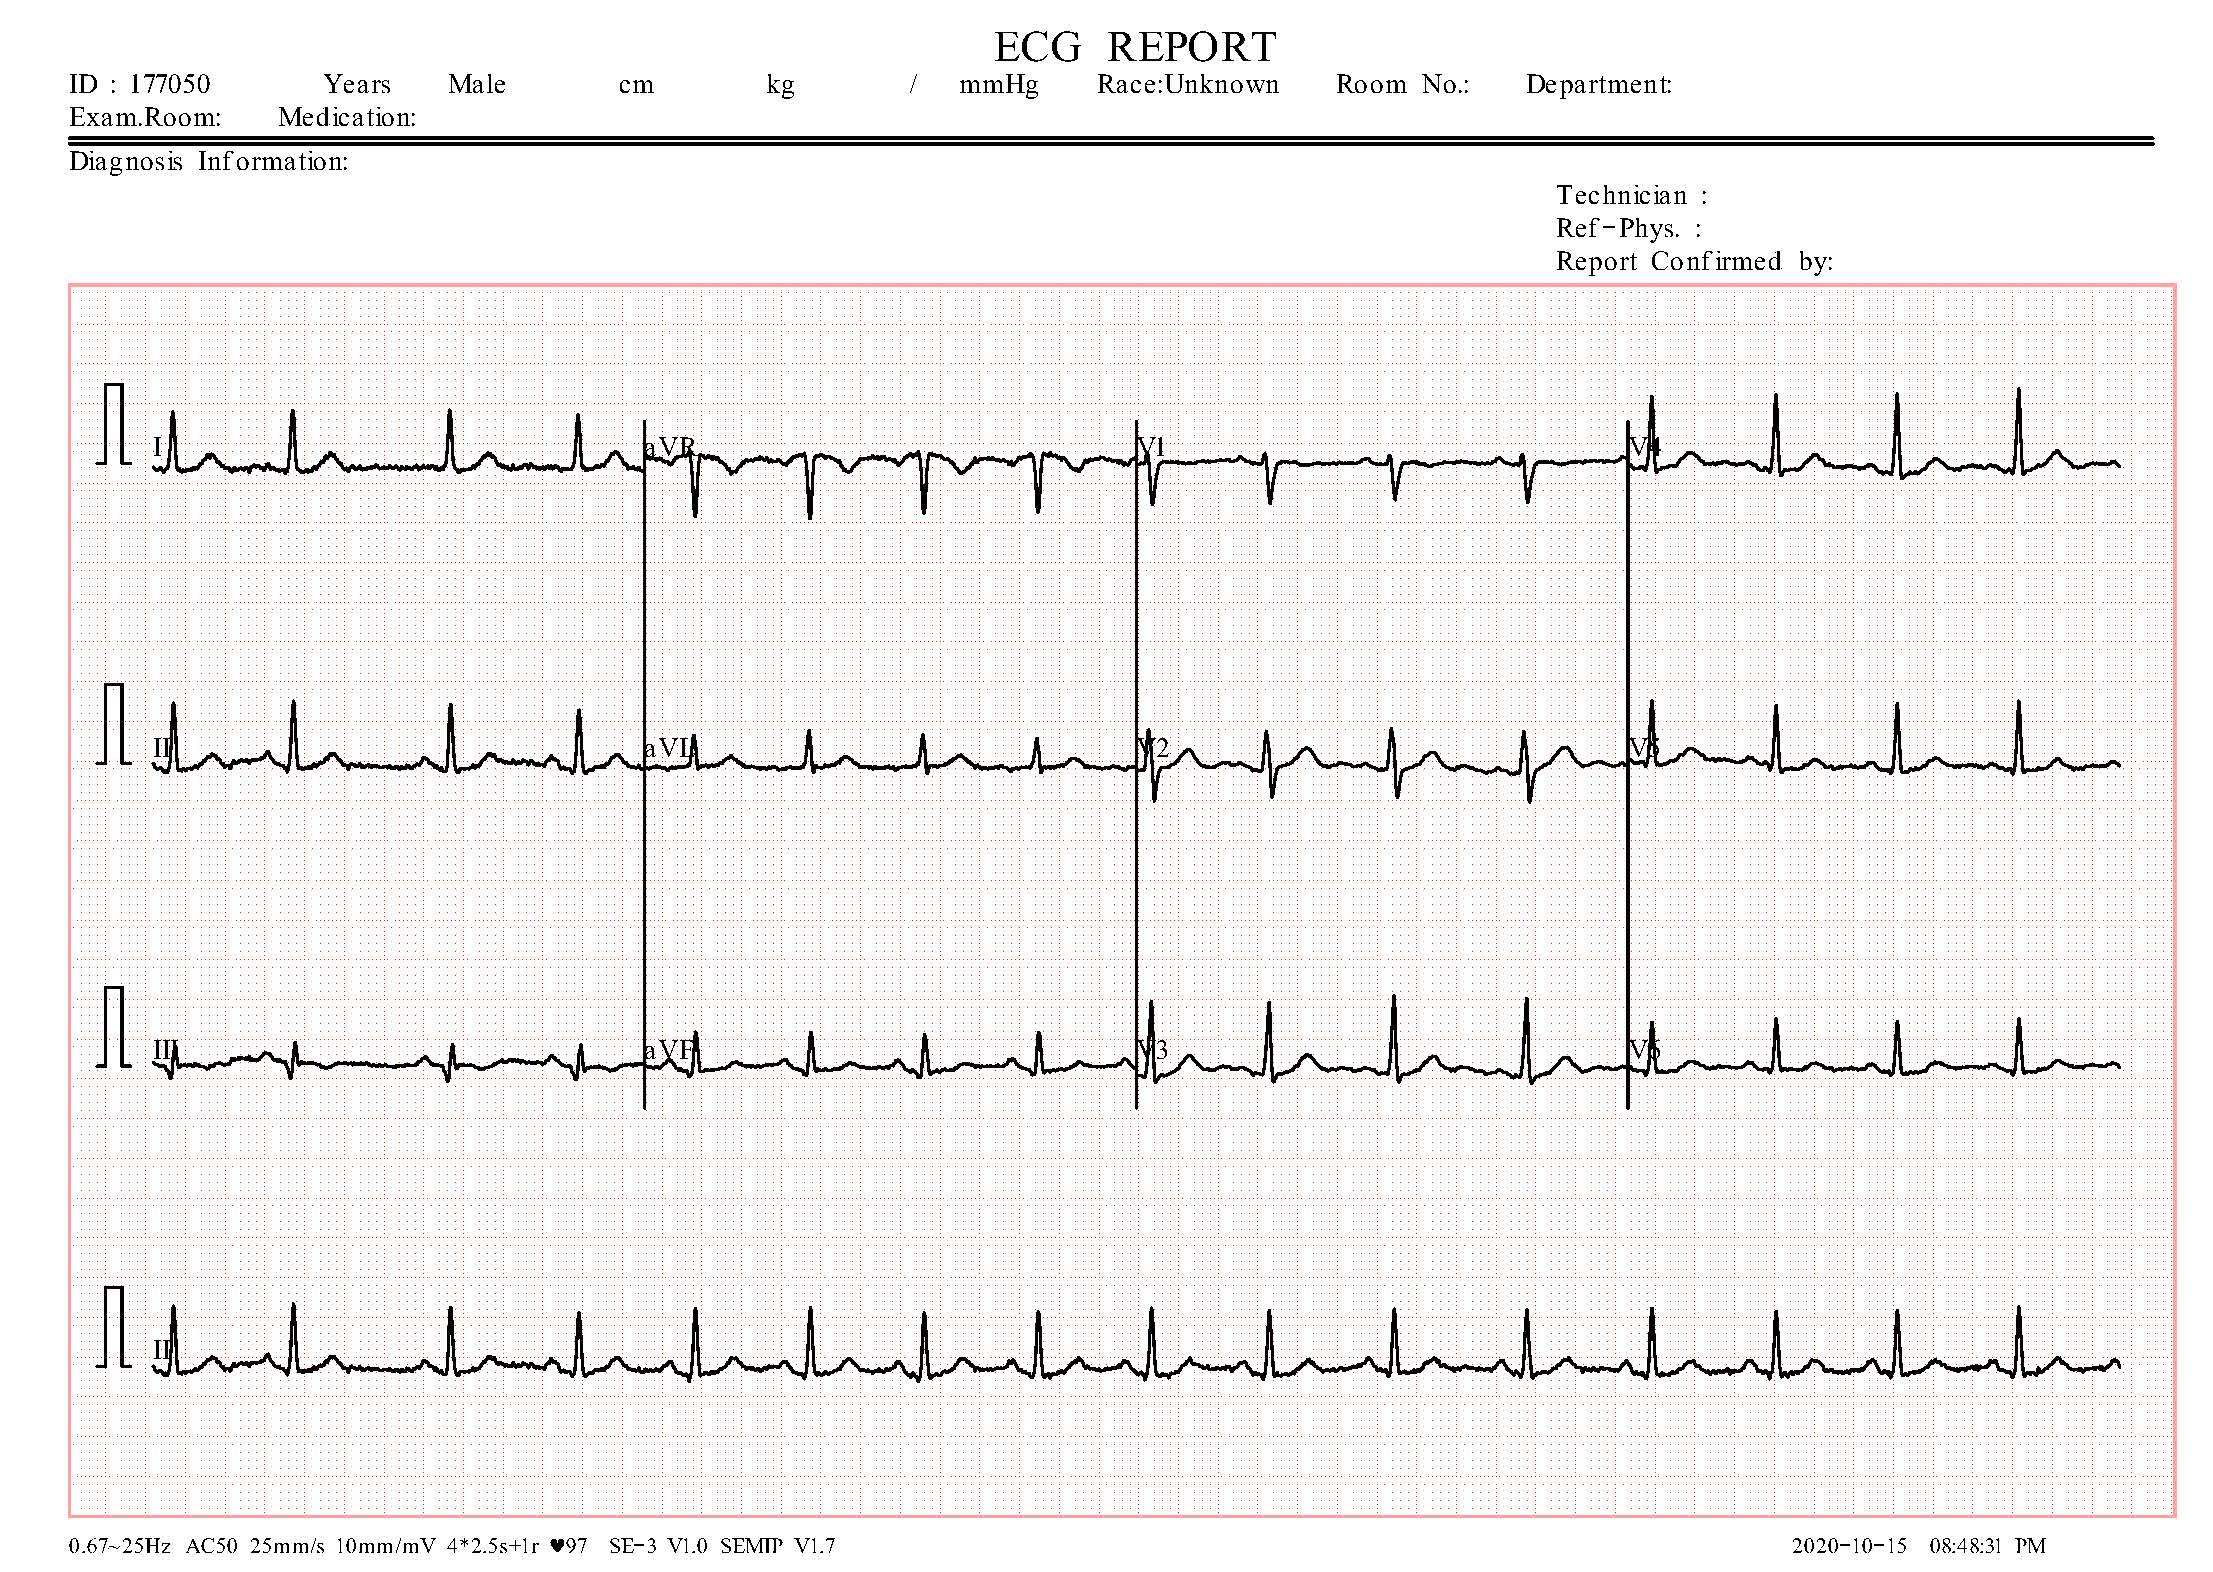 ECG REPORT
ID : 177050 Years Male cm kg / mmHg Race:Unknown Room No.: Department:
Exam.Room: Medication:
Diagnosis Information:
Technician :
Ref-Phys. :
Report Confirmed by:
I aVR V1 V4
II aVL V2 V5
III aVF V3 V6
II
0.67~25Hz AC50 25mm/s 10mm/mV 4*2.5s+1r ♥97 SE-3 V1.0 SEMIP V1.7 2020-10-15 08:48:31 PM